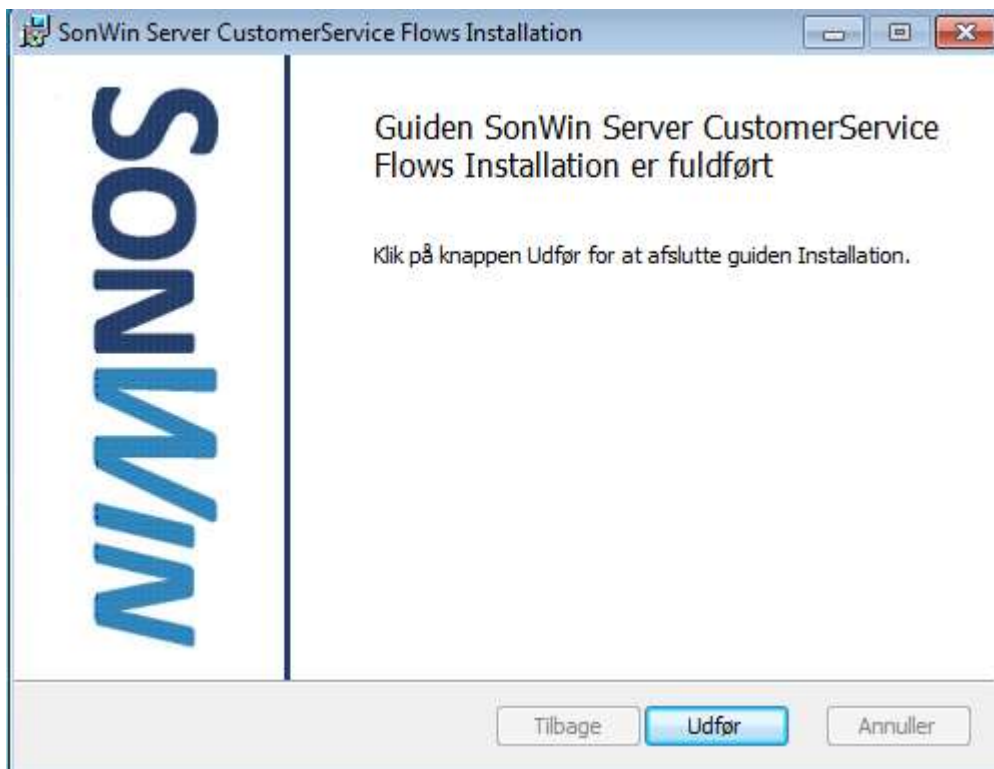 SonWin Server CustomerService Flows Installation
SONWIN
Guiden SonWin Server CustomerService
Flows Installation er fuldført
Klik på knappen Udfør for at afslutte guiden Installation.
Tilbage
Udfør
Annuller